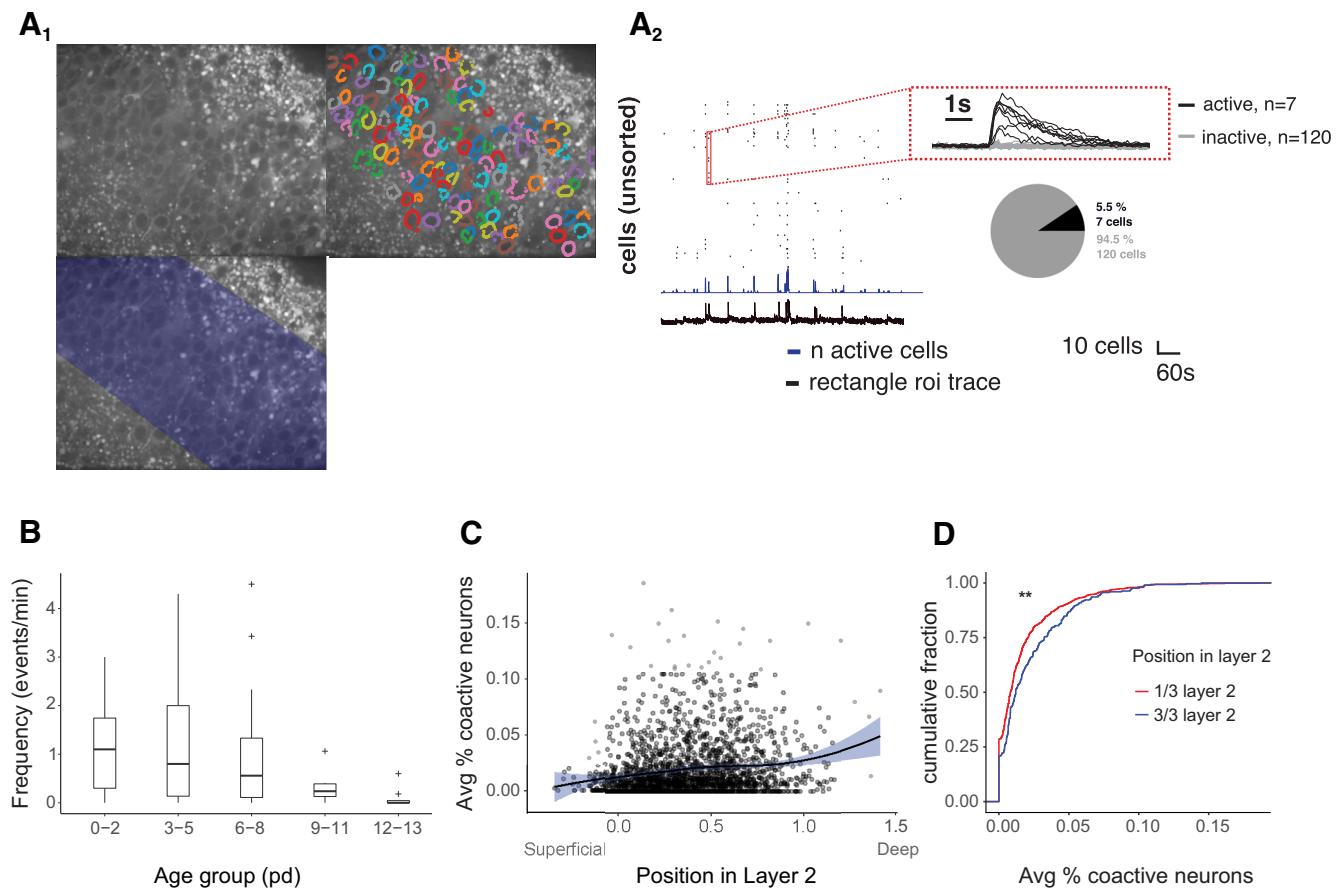 A1
A2
cells (unsorted)
1s
active, n=7
inactive, n=120
5.5 %
7 cells
94.5 %
120 cells
n active cells
rectangle roi trace
10 cells
60s
B
Frequency (events/min)
4
3
2
1
0
0−2
3−5
6−8
9−11
12−13
Age group (pd)
C
Avg % coactive neurons
0.15
0.10
0.05
0.00
0.0
0.5
1.0
1.5
Superficial
Deep
Position in Layer 2
D
cumulative fraction
1.00
0.75
0.50
0.25
0.00
**
Position in layer 2
1/3 layer 2
3/3 layer 2
0.00
0.05
0.10
0.15
Avg % coactive neurons